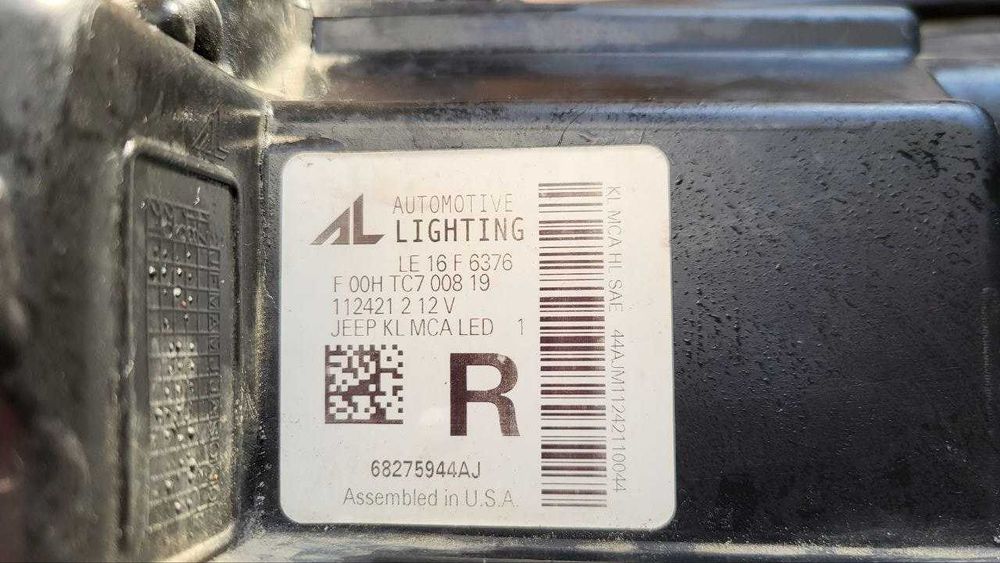 AL
AUTOMOTIVE
LIGHTING
LE 16 F 6376
F 00H TC7 008 19
112421 2 12 V
JEEP KL MCA LED 1
R
68275944AJ
Assembled in U.S.A.
KL MCA HL SAE 44AJM11242110044